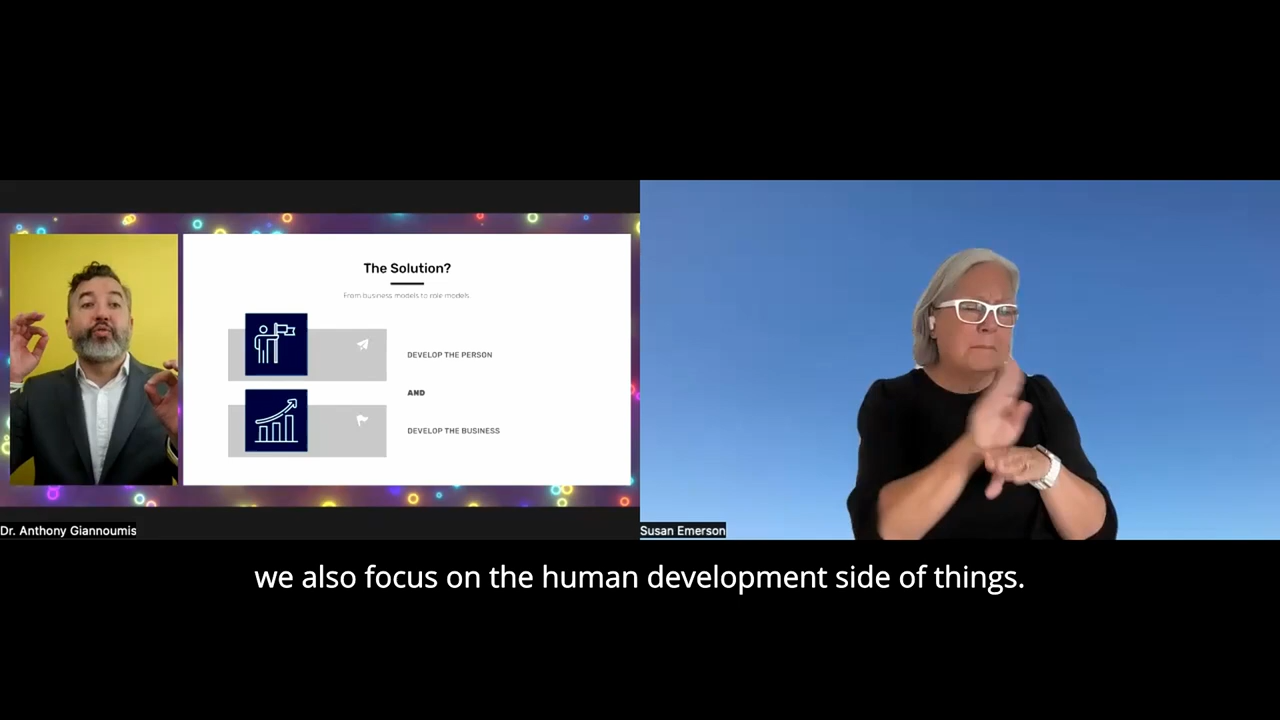 The Solution?
From business models to role models
DEVELOP THE PERSON
AND
DEVELOP THE BUSINESS
Dr. Anthony Giannoumis
Susan Emerson
we also focus on the human development side of things.